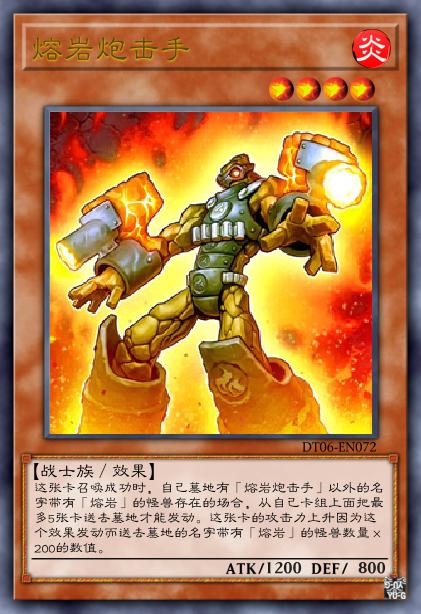 熔岩炮击手
炎
DT06-EN072
【战士族／效果】
这张卡召唤成功时，自己墓地有「熔岩炮击手」以外的名
字带有「熔岩」的怪兽存在的场合，从自己卡组上面把最
多5张卡送去墓地才能发动。这张卡的攻击力上升因为这
个效果发动而送去墓地的名字带有「熔岩」的怪兽数量×
200的数值。
ATK/1200 DEF/ 800